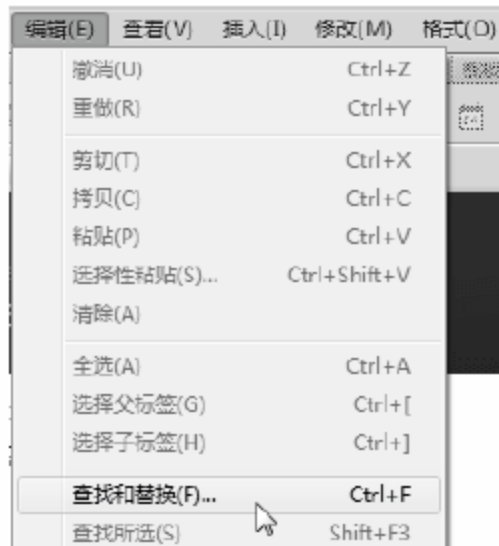 编辑(E) 查看(V) 插入(I) 修改(M) 格式(O)
撤消(U) Ctrl+Z
重做(R) Ctrl+Y
剪切(T) Ctrl+X
拷贝(C) Ctrl+C
粘贴(P) Ctrl+V
选择性粘贴(S)... Ctrl+Shift+V
清除(A)
全选(A) Ctrl+A
选择父标签(G) Ctrl+[
选择子标签(H) Ctrl+]
查找和替换(F)... Ctrl+F
查找所选(S) Shift+F3